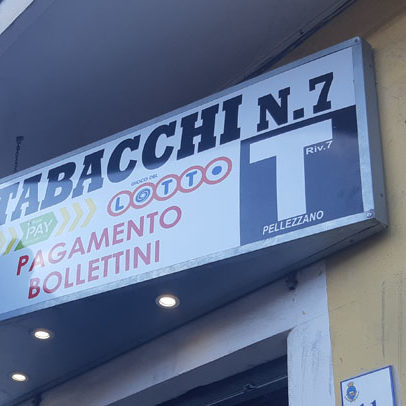 TABACCHI N.7
GIOCO DEL
LOTTO
PAY
PAGAMENTO
BOLLETTINI
T
Riv.7
PELLEZZANO